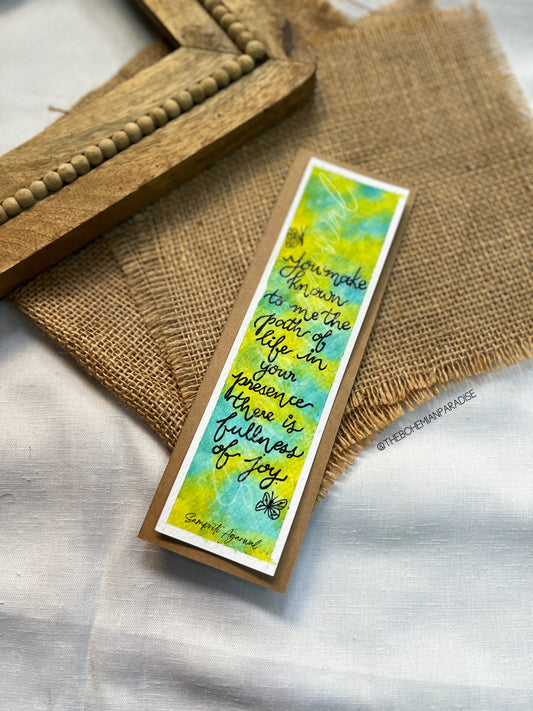 You make
known
to me the
path of
life in
your
presence
there is
fullness
of joy.
Sampriti Agarwal
@THEBOHEMIANPARADISE